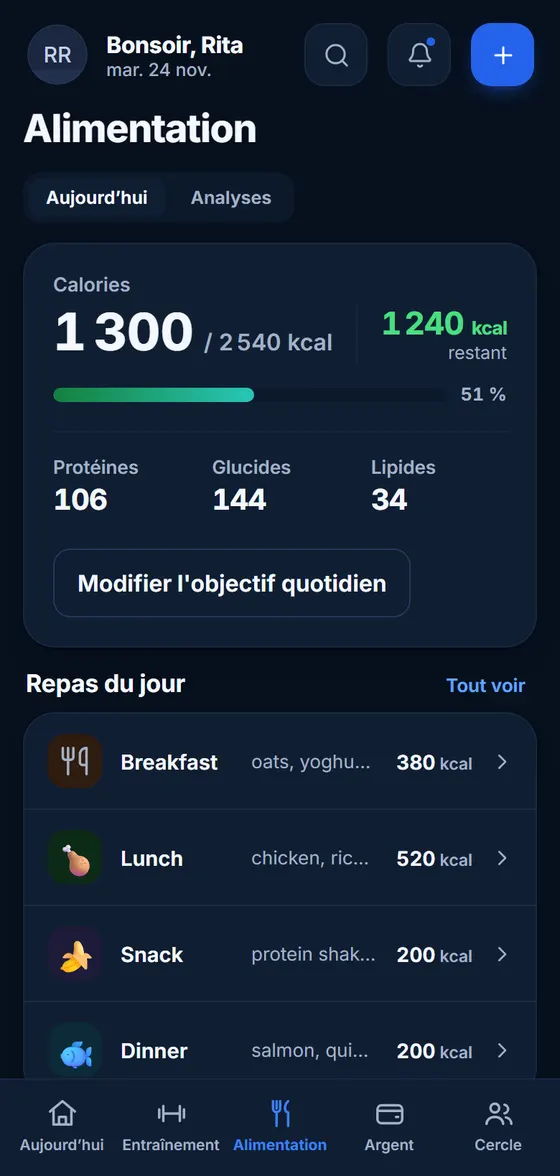 RR
Bonsoir, Rita
mar. 24 nov.
Alimentation
Aujourd’hui
Analyses
Calories
1 300 / 2 540 kcal
1 240 kcal
restant
51 %
Protéines
Glucides
Lipides
106
144
34
Modifier l'objectif quotidien
Repas du jour
Tout voir
Breakfast oats, yoghu... 380 kcal
Lunch chicken, ric... 520 kcal
Snack protein shak... 200 kcal
Dinner salmon, qui... 200 kcal
Aujourd’hui
Entraînement
Alimentation
Argent
Cercle